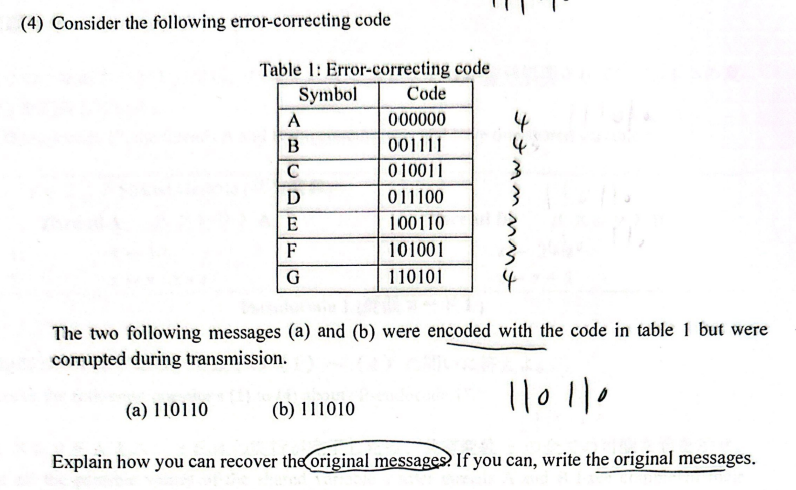 (4) Consider the following error-correcting code
Table 1: Error-correcting code
Symbol Code
A 000000 4
B 001111 4
C 010011 3
D 011100 3
E 100110 3
F 101001 3
G 110101 4
The two following messages (a) and (b) were encoded with the code in table 1 but were
corrupted during transmission.
(a) 110110 (b) 111010 110110
Explain how you can recover the original messages? If you can, write the original messages.